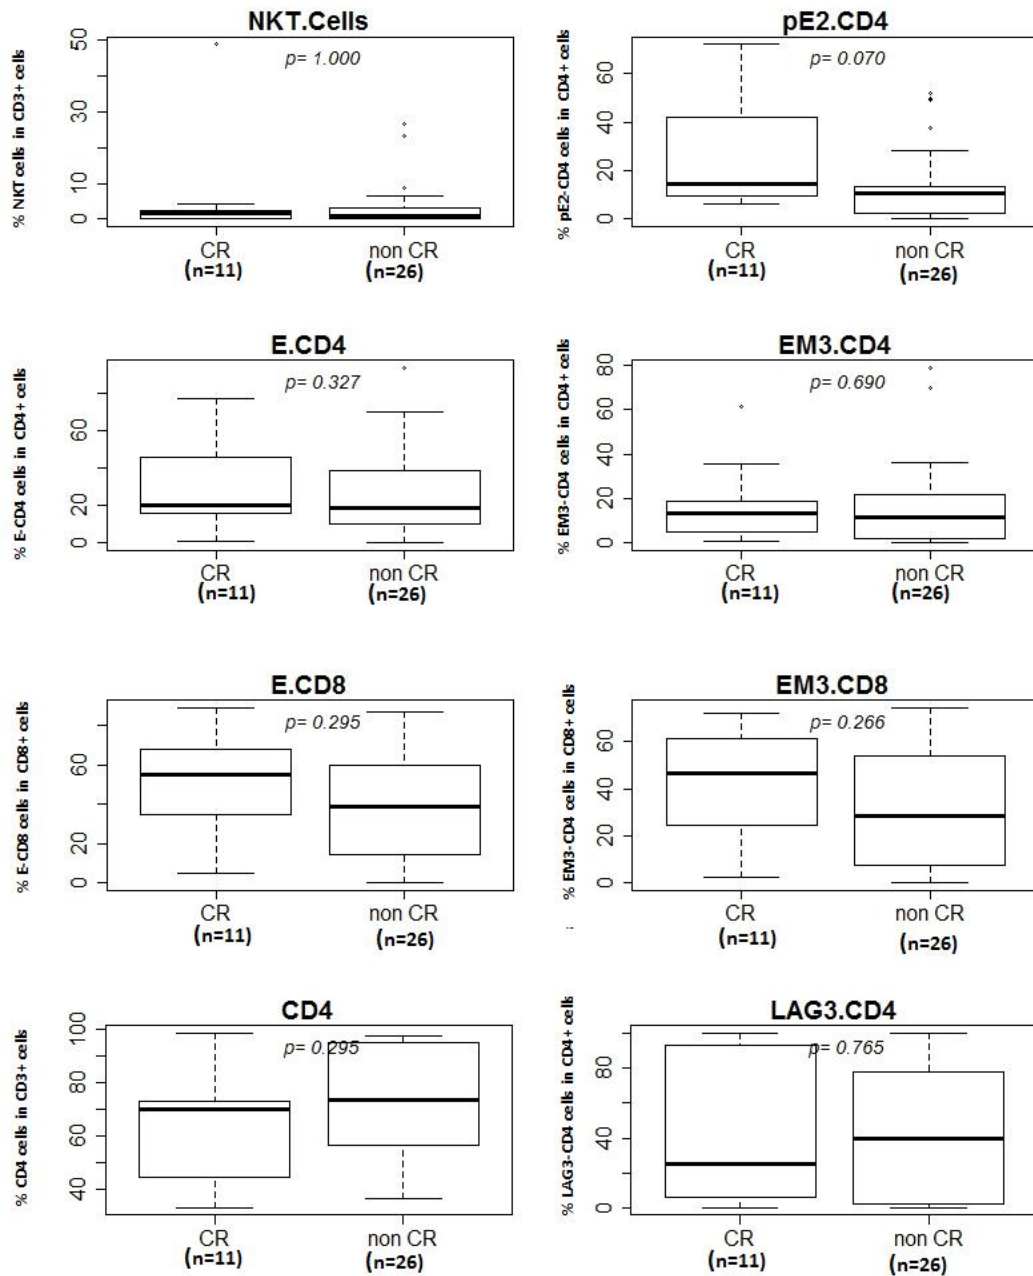 NKT.Cells
p= 1.000
% NKT cells in CD3+ cells
50
30
10
0
CR
non CR
(n=11)
(n=26)
pE2.CD4
p= 0.070
% pE2-CD4 cells in CD4+ cells
60
40
20
0
CR
non CR
(n=11)
(n=26)
E.CD4
p= 0.327
% E-CD4 cells in CD4+ cells
60
20
0
CR
non CR
(n=11)
(n=26)
EM3.CD4
p= 0.690
% EM3-CD4 cells in CD4+ cells
80
60
40
20
0
CR
non CR
(n=11)
(n=26)
E.CD8
p= 0.295
% E-CD8 cells in CD8+ cells
60
20
0
CR
non CR
(n=11)
(n=26)
EM3.CD8
p= 0.266
% EM3-CD4 cells in CD8+ cells
60
40
20
0
CR
non CR
(n=11)
(n=26)
CD4
p= 0.295
% CD4 cells in CD3+ cells
100
80
60
40
CR
non CR
(n=11)
(n=26)
LAG3.CD4
p= 0.765
% LAG3-CD4 cells in CD4+ cells
80
40
0
CR
non CR
(n=11)
(n=26)